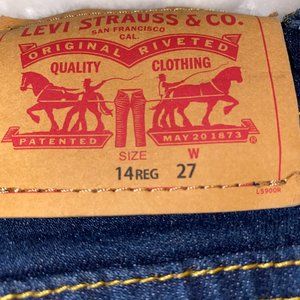 LEVI STRAUSS & CO.
SAN FRANCISCO
CAL.
ORIGINAL RIVETED
QUALITY CLOTHING
PATENTED MAY 20 1873
SIZE W
14 REG 27